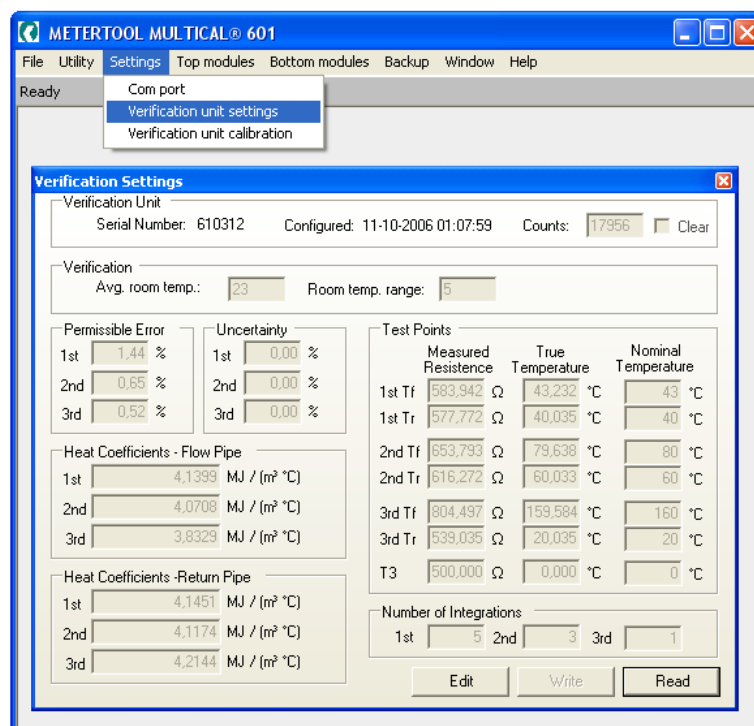 METERTOOL MULTICAL® 601
File Utility Settings Top modules Bottom modules Backup Window Help
Ready
Com port
Verification unit settings
Verification unit calibration
Verification Settings
Verification Unit
Serial Number: 610312 Configured: 11-10-2006 01:07:59 Counts: 17956 Clear
Verification
Avg. room temp.: 23 Room temp. range: 5
Permissible Error
1st 1,44 %
2nd 0,65 %
3rd 0,52 %
Uncertainty
1st 0,00 %
2nd 0,00 %
3rd 0,00 %
Heat Coefficients - Flow Pipe
1st 4,1399 MJ / (m³ °C)
2nd 4,0708 MJ / (m³ °C)
3rd 3,8329 MJ / (m³ °C)
Heat Coefficients -Return Pipe
1st 4,1451 MJ / (m³ °C)
2nd 4,1174 MJ / (m³ °C)
3rd 4,2144 MJ / (m³ °C)
Test Points
Measured True Nominal
Resistence Temperature Temperature
1st Tf 583,942 Ω 43,232 °C 43 °C
1st Tr 577,772 Ω 40,035 °C 40 °C
2nd Tf 653,793 Ω 79,638 °C 80 °C
2nd Tr 616,272 Ω 60,033 °C 60 °C
3rd Tf 804,497 Ω 159,584 °C 160 °C
3rd Tr 539,035 Ω 20,035 °C 20 °C
T3 500,000 Ω 0,000 °C 0 °C
Number of Integrations
1st 5 2nd 3 3rd 1
Edit Write Read